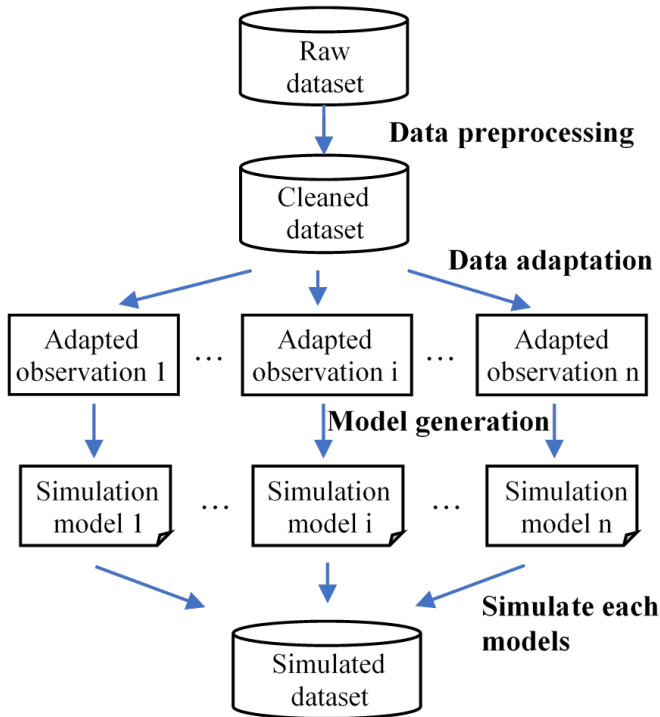 Raw
dataset
Data preprocessing
Cleaned
dataset
Data adaptation
Adapted
observation 1
...
Adapted
observation i
...
Adapted
observation n
Model generation
Simulation
model 1
...
Simulation
model i
...
Simulation
model n
Simulate each
models
Simulated
dataset